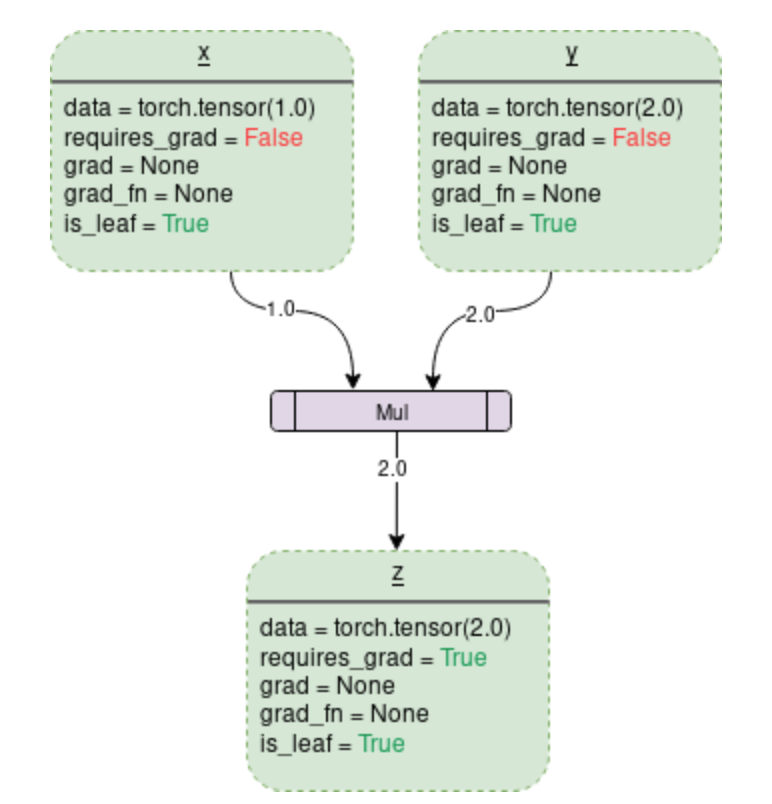 x
data = torch.tensor(1.0)
requires_grad = False
grad = None
grad_fn = None
is_leaf = True
y
data = torch.tensor(2.0)
requires_grad = False
grad = None
grad_fn = None
is_leaf = True
1.0
2.0
Mul
2.0
z
data = torch.tensor(2.0)
requires_grad = True
grad = None
grad_fn = None
is_leaf = True